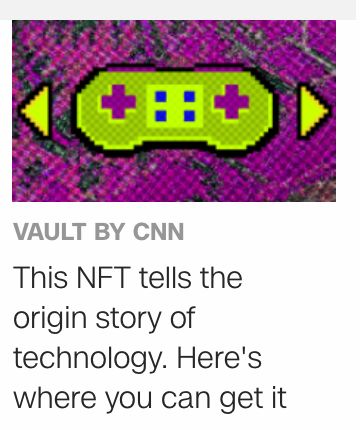 VAULT BY CNN
This NFT tells the
origin story of
technology. Here's
where you can get it